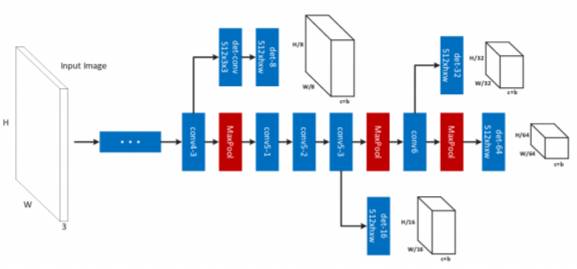 Input Image
H
W
3
...
conv4-3
det-conv
512x3x3
det-8
512xhxw
H/8
W/8
c+b
MaxPool
conv5-1
conv5-2
conv5-3
MaxPool
conv6
MaxPool
det-64
512xhxw
H/64
W/64
c+b
det-32
512xhxw
H/32
W/32
c+b
det-16
512xhxw
H/16
W/16
c+b